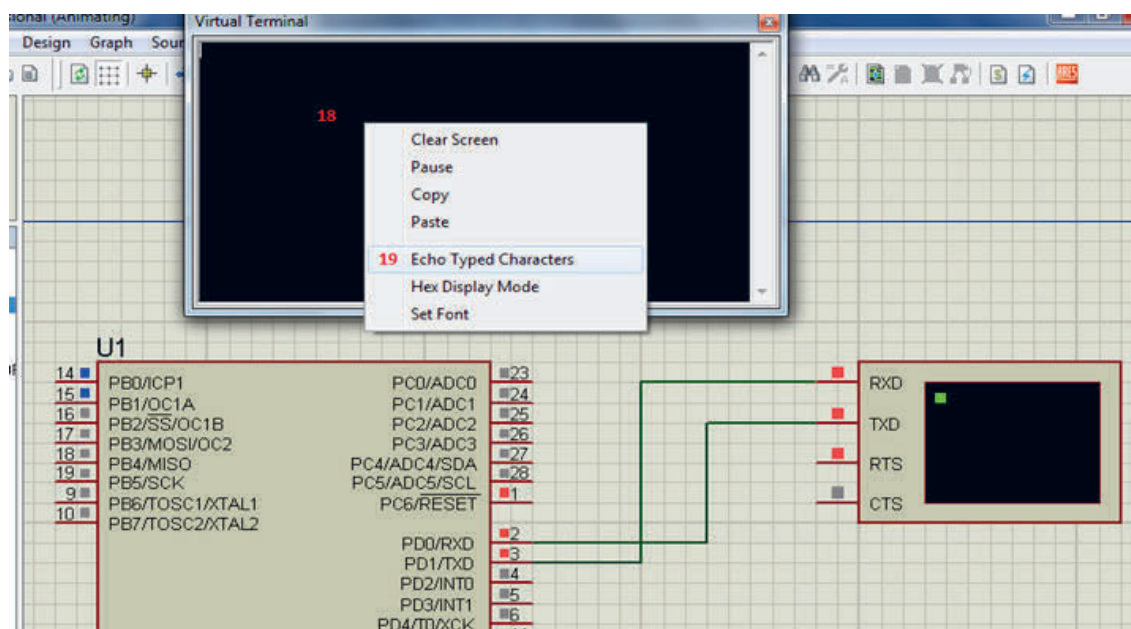 sional (Animating)
Virtual Terminal
Design Graph Sour
18
Clear Screen
Pause
Copy
Paste
19 Echo Typed Characters
Hex Display Mode
Set Font
ARES
U1
14 PB0/ICP1
15 PB1/OC1A
16 PB2/SS/OC1B
17 PB3/MOSI/OC2
18 PB4/MISO
19 PB5/SCK
9 PB6/TOSC1/XTAL1
10 PB7/TOSC2/XTAL2
PC0/ADC0 23
PC1/ADC1 24
PC2/ADC2 25
PC3/ADC3 26
PC4/ADC4/SDA 27
PC5/ADC5/SCL 28
PC6/RESET 1
PD0/RXD 2
PD1/TXD 3
PD2/INT0 4
PD3/INT1 5
PD4/T0/XCK 6
RXD
TXD
RTS
CTS